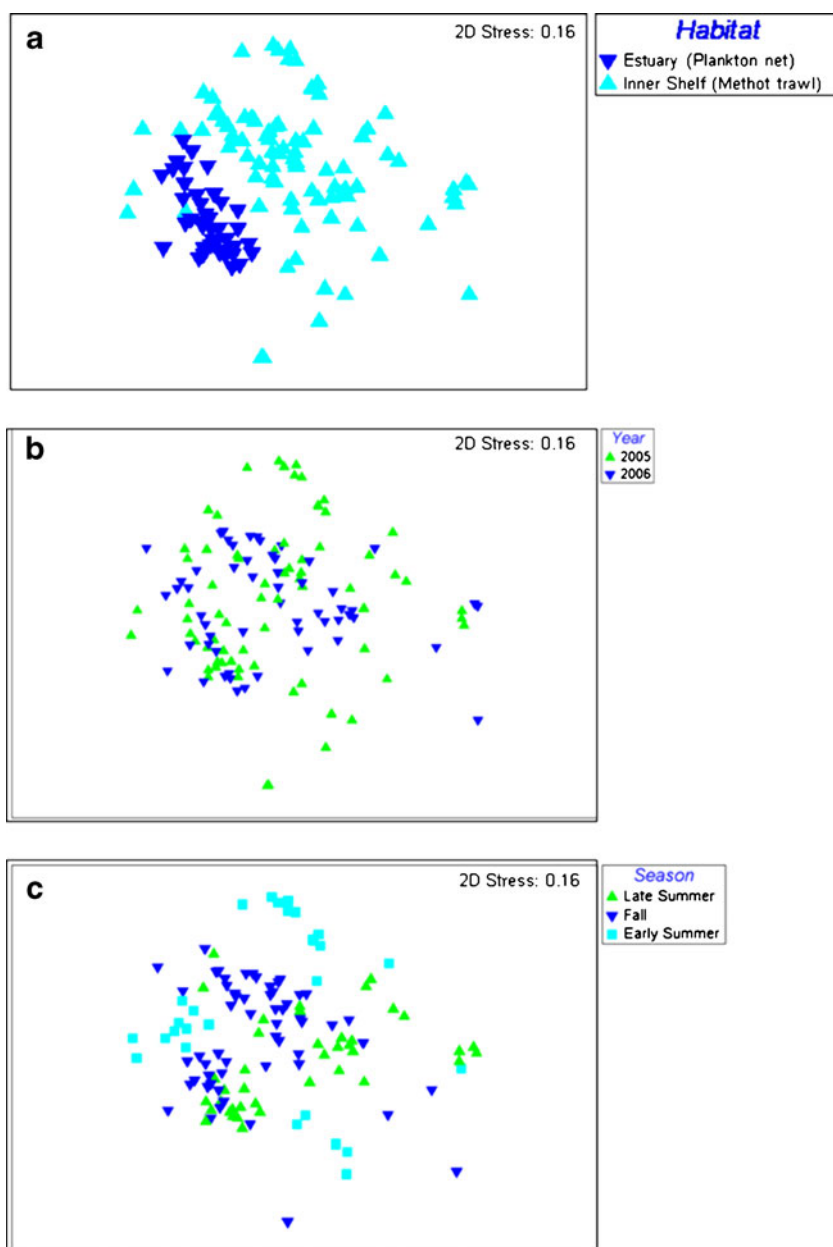 a
2D Stress: 0.16
Habitat
Estuary (Plankton net)
Inner Shelf (Methot trawl)
b
2D Stress: 0.16
Year
2005
2006
c
2D Stress: 0.16
Season
Late Summer
Fall
Early Summer